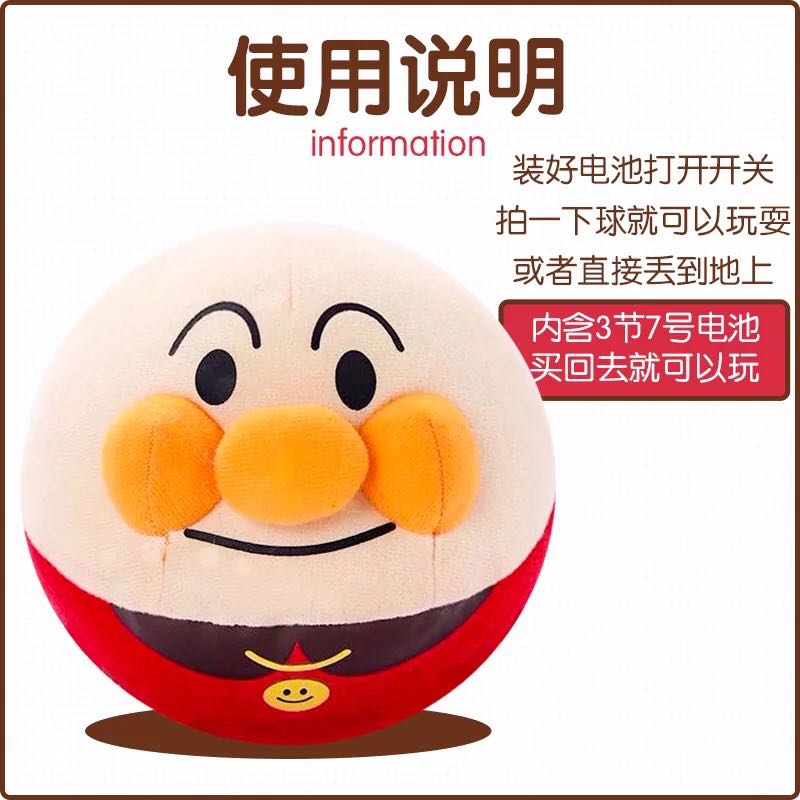 使用说明
information
装好电池打开开关
拍一下球就可以玩耍
或者直接丢到地上
内含3节7号电池
买回去就可以玩